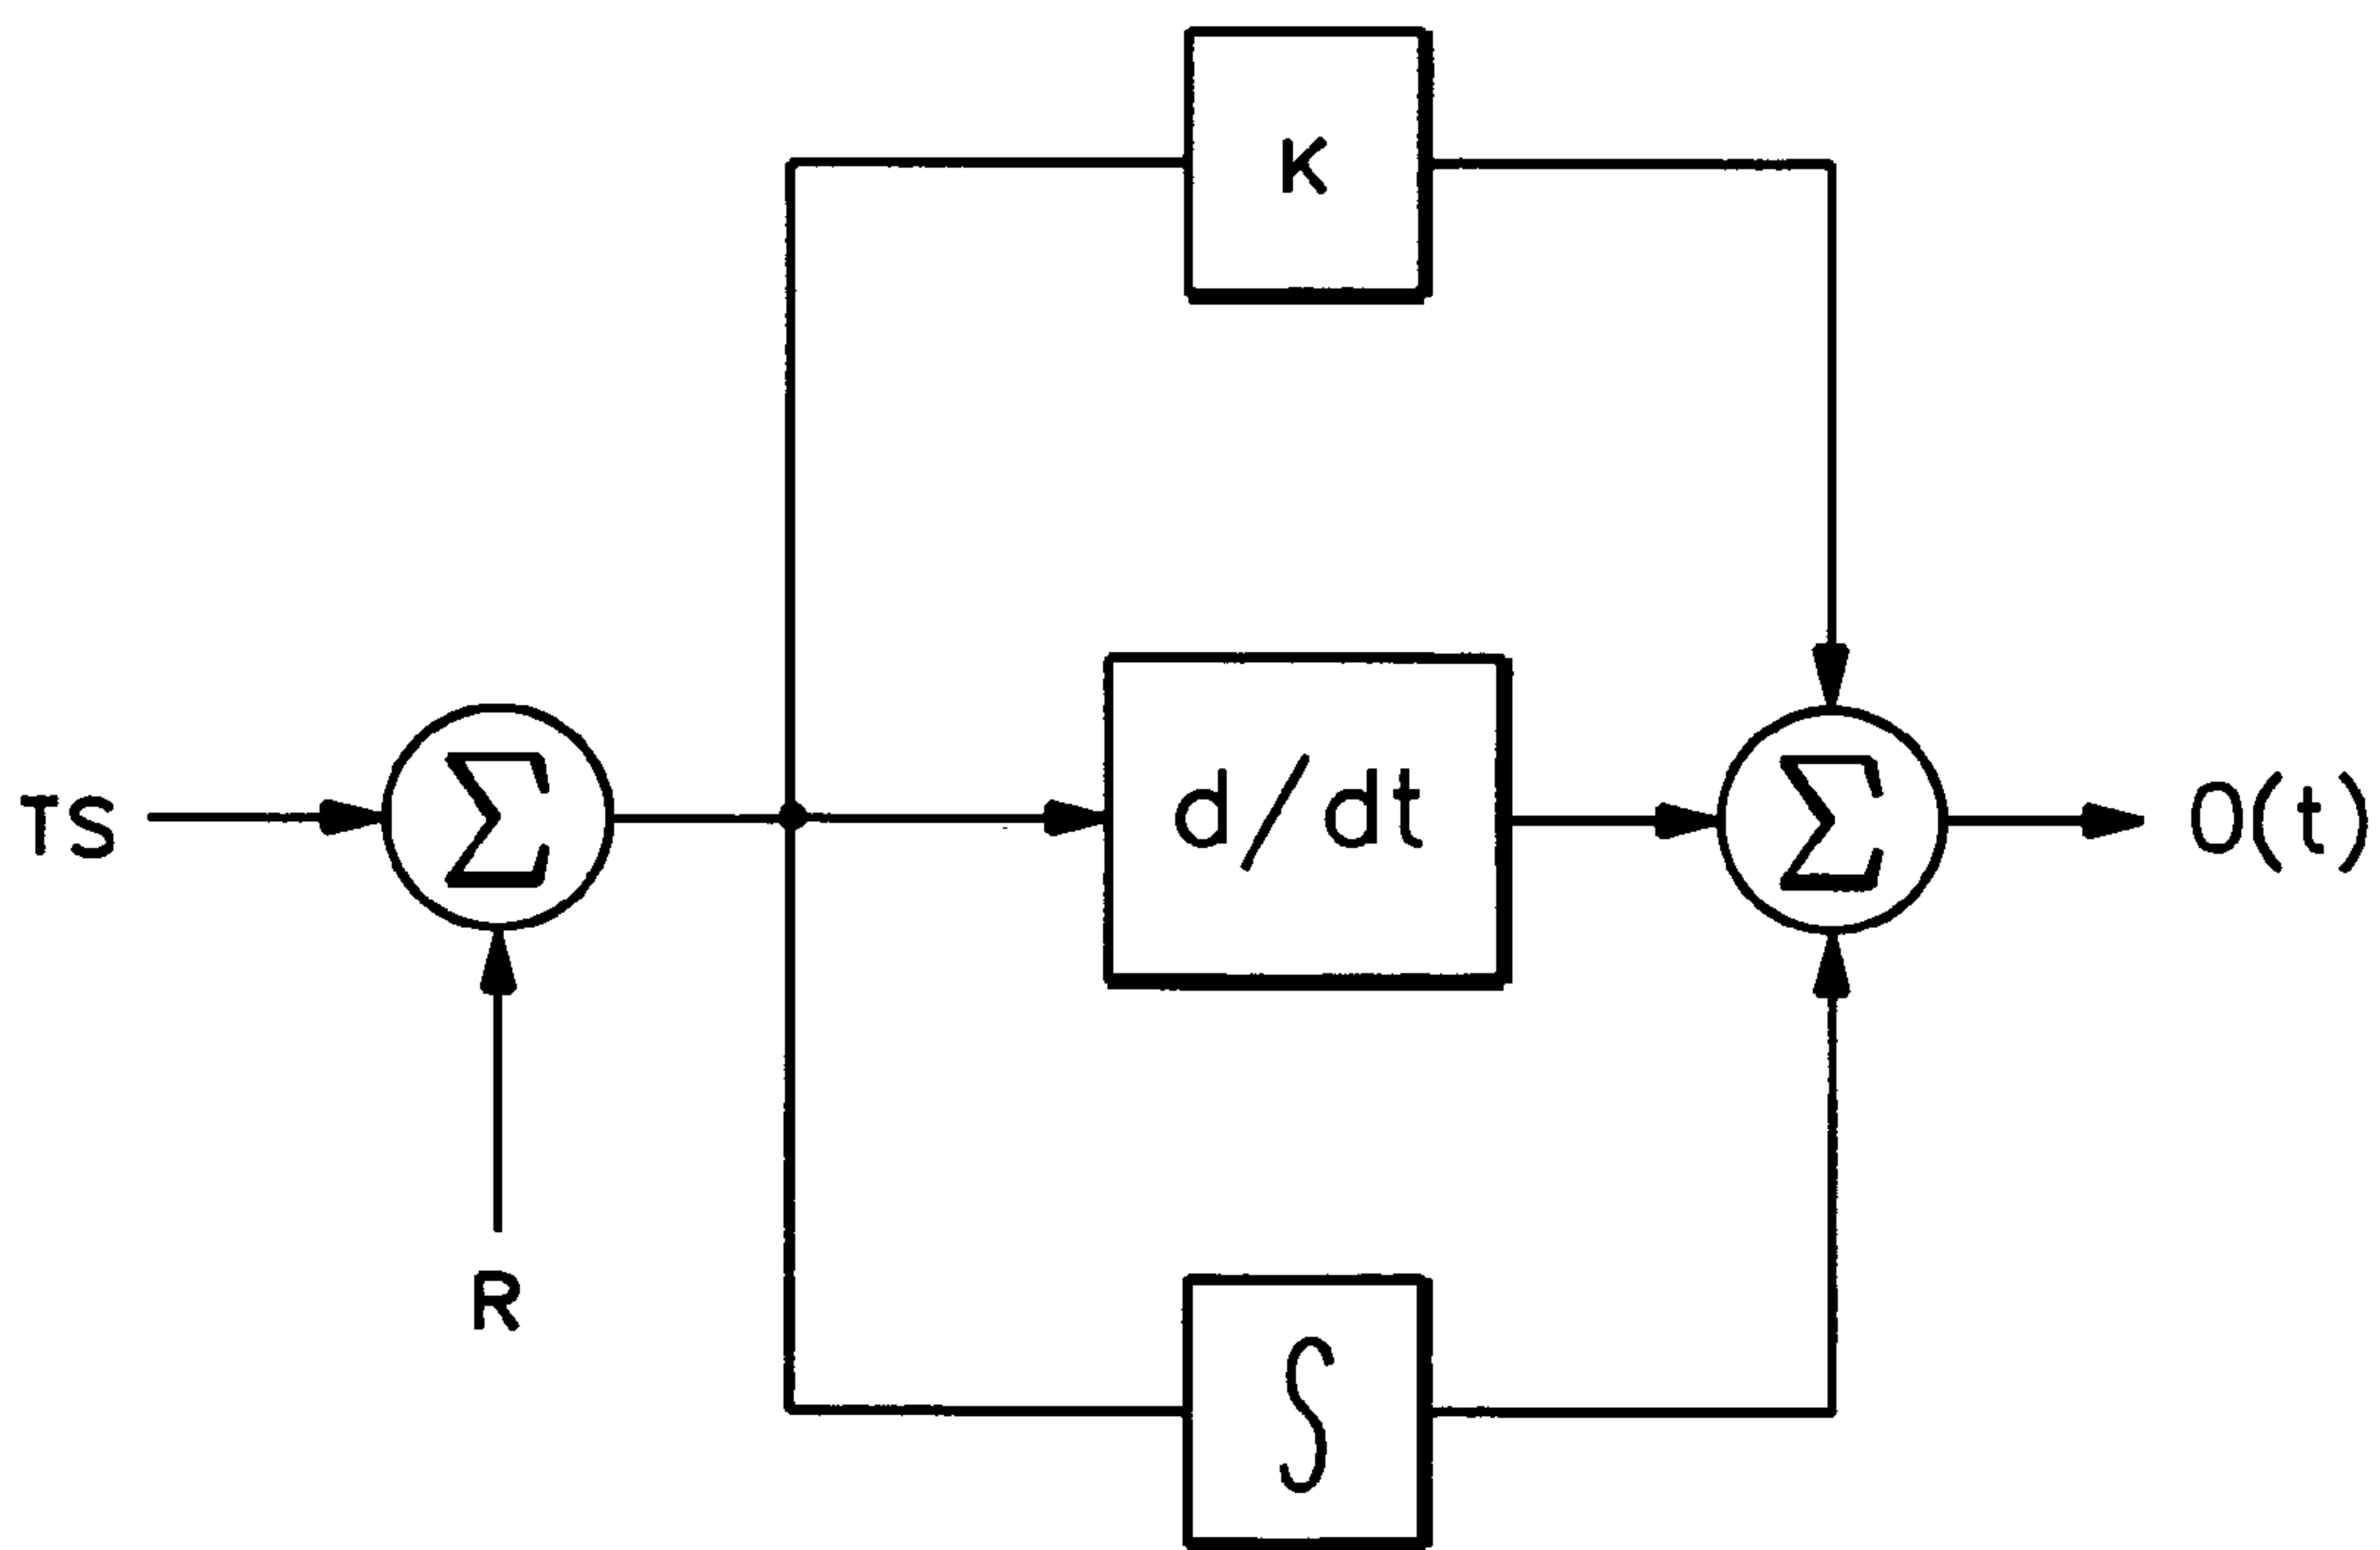 K
TS
Σ
d/dt
Σ
O(t)
R
∫